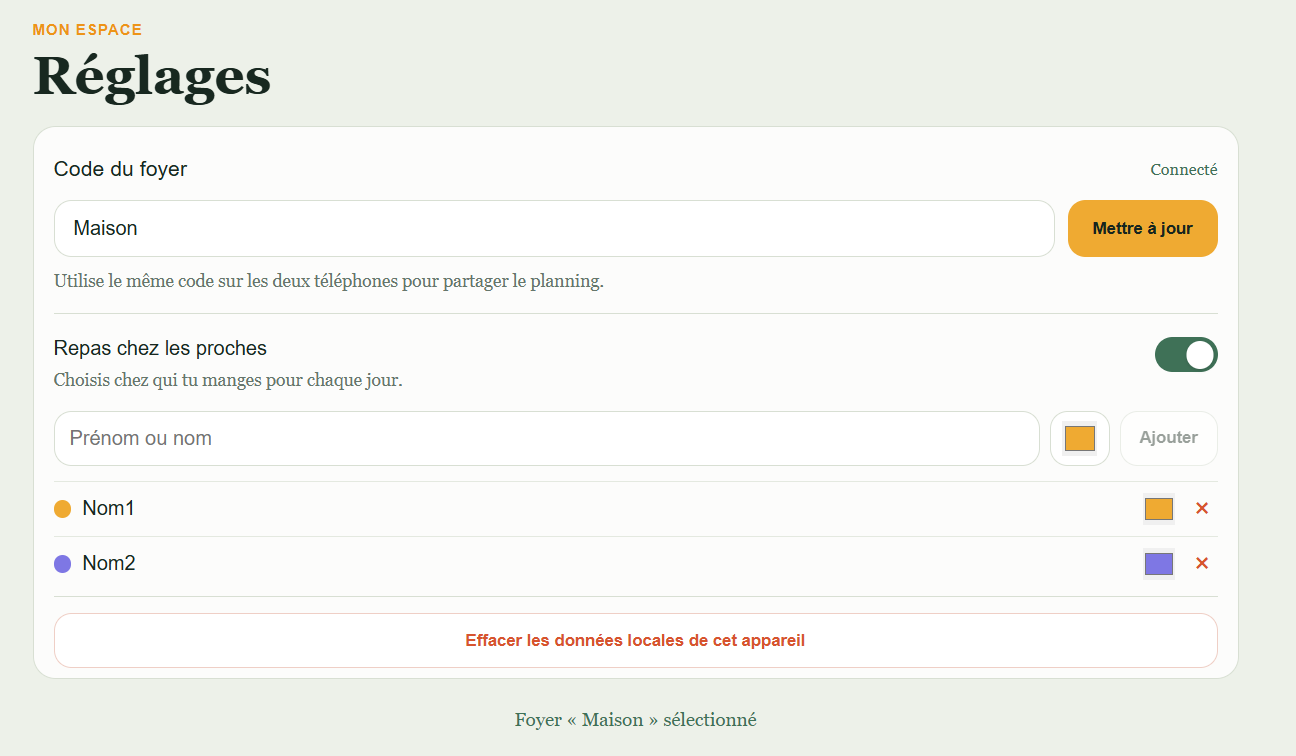 MON ESPACE
Réglages
Code du foyer
Connecté
Maison
Mettre à jour
Utilise le même code sur les deux téléphones pour partager le planning.
Repas chez les proches
Choisis chez qui tu manges pour chaque jour.
Prénom ou nom
Ajouter
Nom1
×
Nom2
×
Effacer les données locales de cet appareil
Foyer « Maison » sélectionné